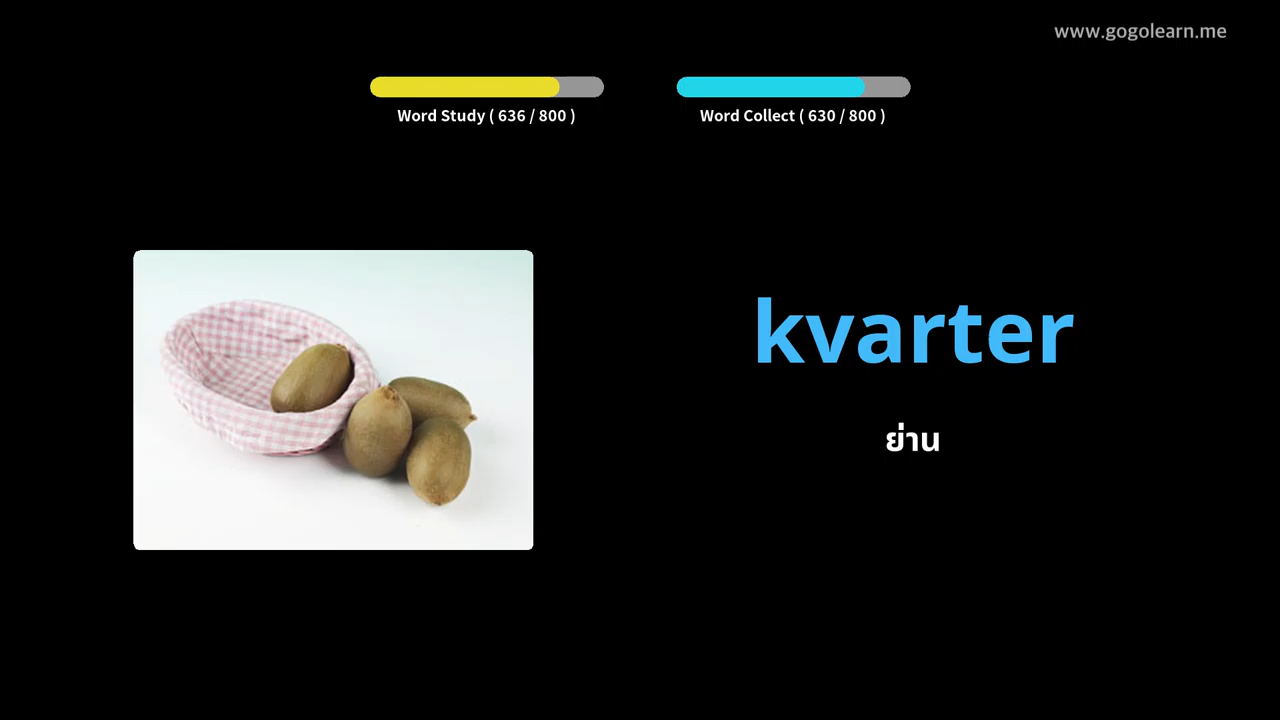 www.gogolearn.me
Word Study ( 636 / 800 )
Word Collect ( 630 / 800 )
kvarter
ย่าน